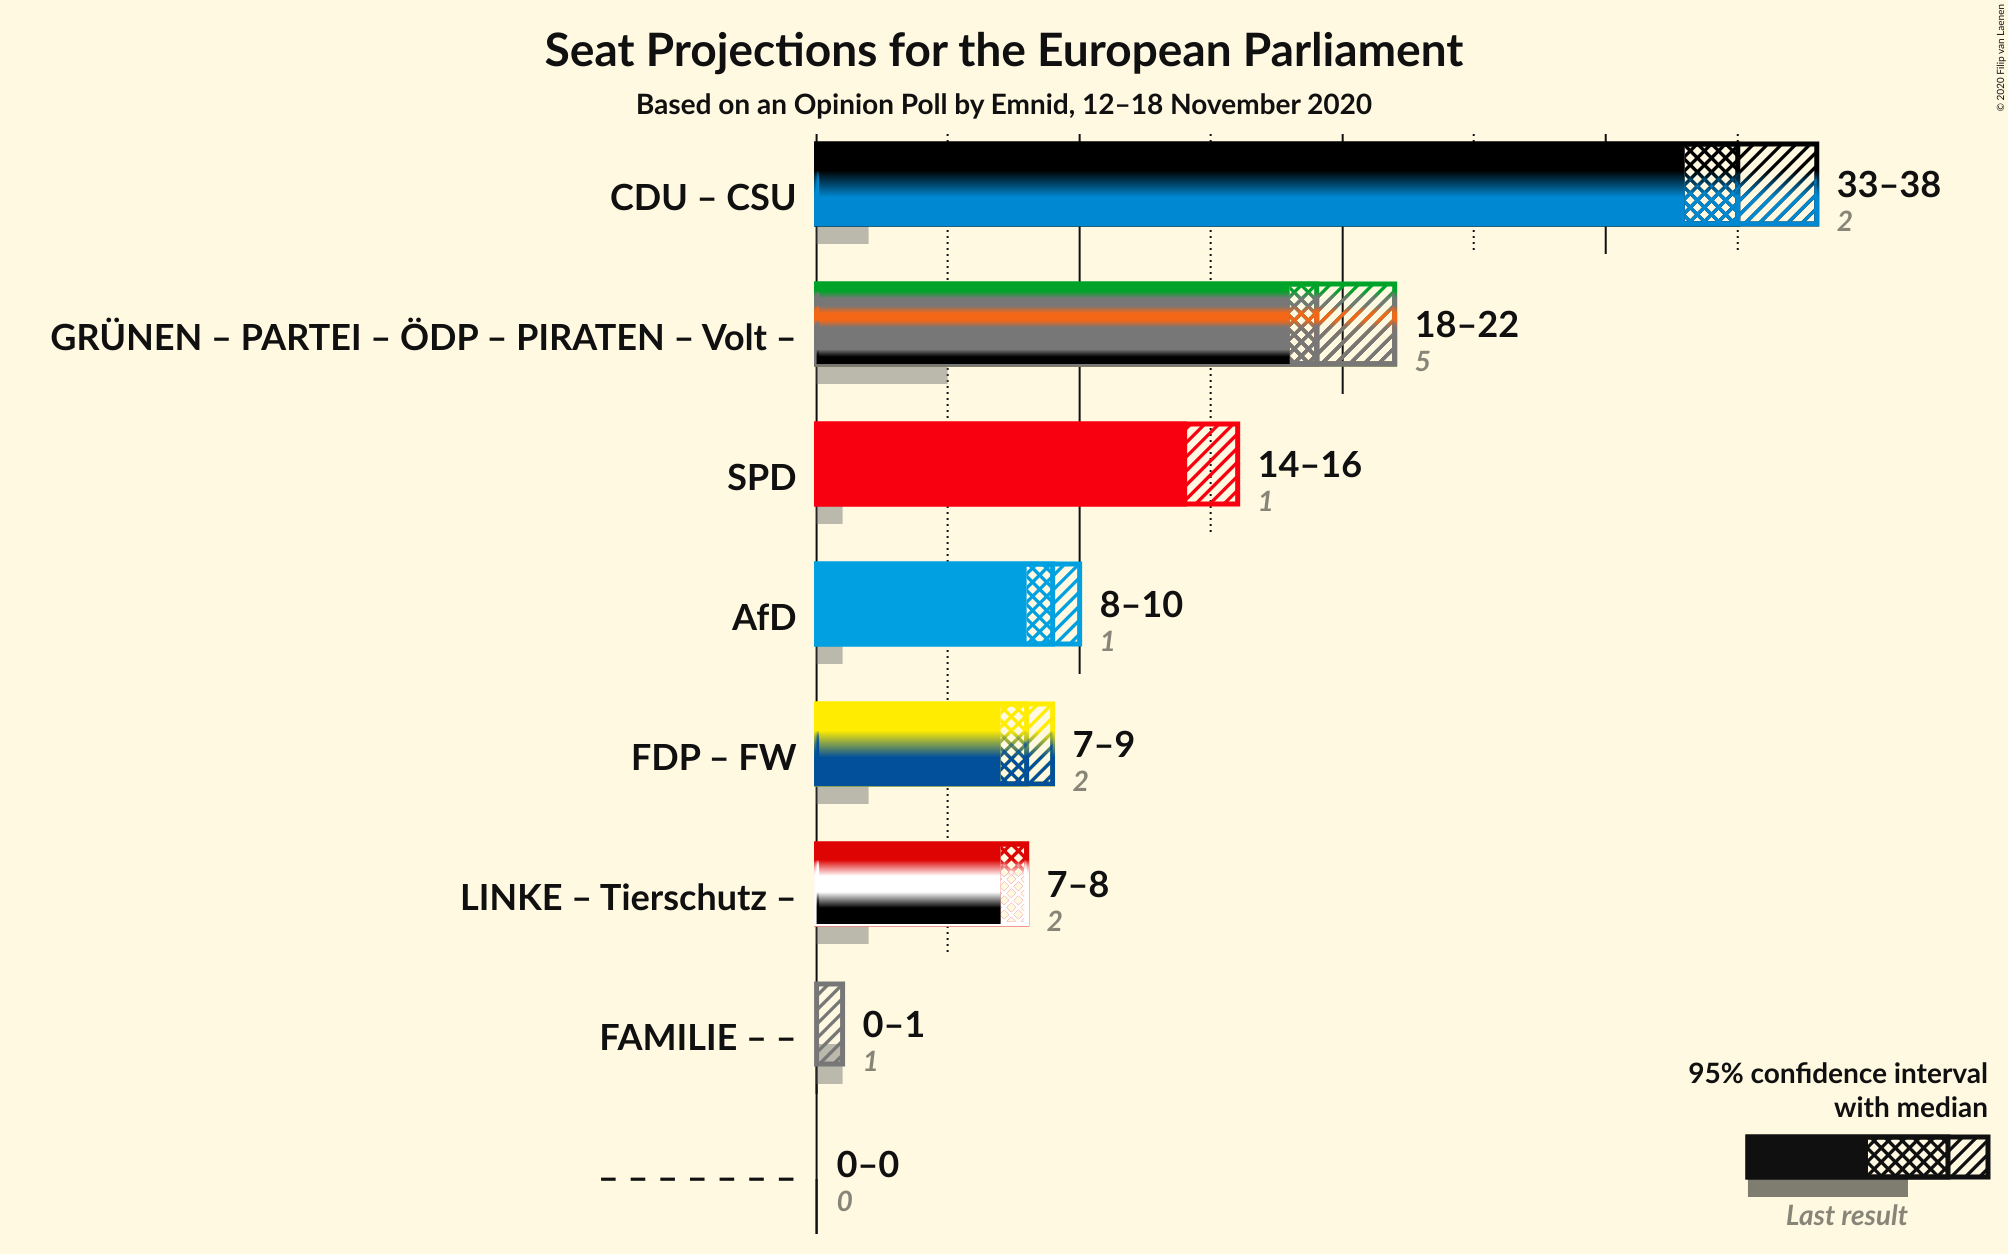 Seat Projections for the European Parliament
Based on an Opinion Poll by Emnid, 12–18 November 2020
© 2020 Filip van Laenen
CDU – CSU
33–38
2
GRÜNEN – PARTEI – ÖDP – PIRATEN – Volt –
18–22
5
SPD
14–16
1
AfD
8–10
1
FDP – FW
7–9
2
LINKE – Tierschutz –
7–8
2
FAMILIE – –
0–1
1
– – – – – – –
0–0
0
95% confidence interval
with median
Last result